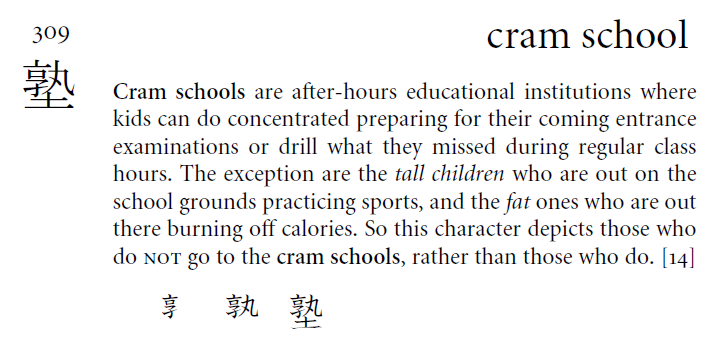 309
cram school
塾
Cram schools are after-hours educational institutions where
kids can do concentrated preparing for their coming entrance
examinations or drill what they missed during regular class
hours. The exception are the tall children who are out on the
school grounds practicing sports, and the fat ones who are out
there burning off calories. So this character depicts those who
do NOT go to the cram schools, rather than those who do. [14]
享 孰 塾